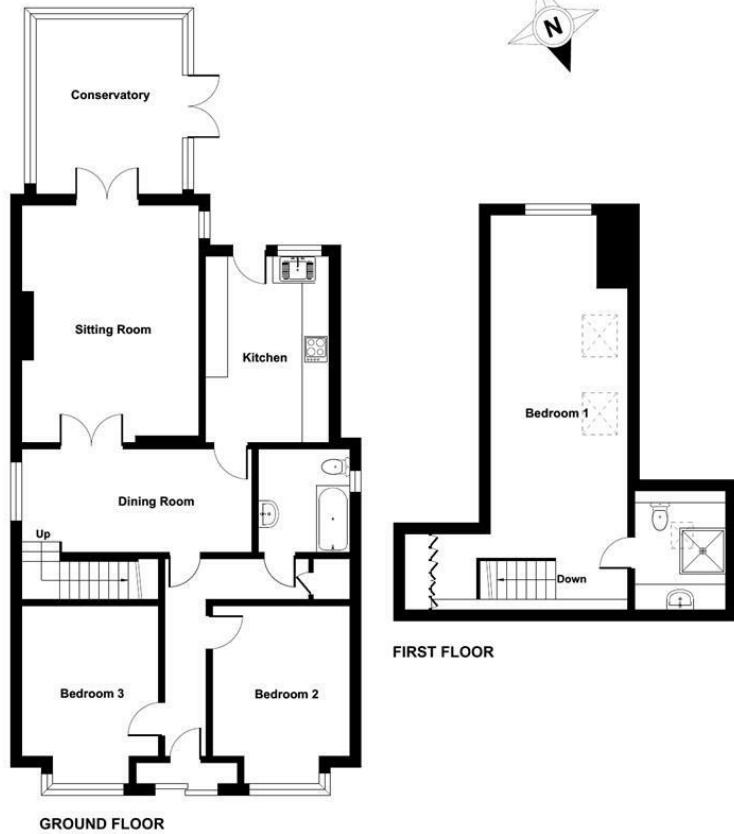 N
Conservatory
Sitting Room
Kitchen
Bedroom 1
Dining Room
Up
Down
Bedroom 3
Bedroom 2
FIRST FLOOR
GROUND FLOOR